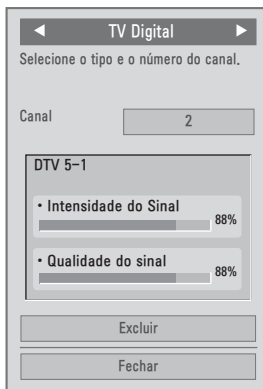 ◀ TV Digital ▶
Selecione o tipo e o número do canal.
Canal 2
DTV 5-1
• Intensidade do Sinal
88%
• Qualidade do sinal
88%
Excluir
Fechar